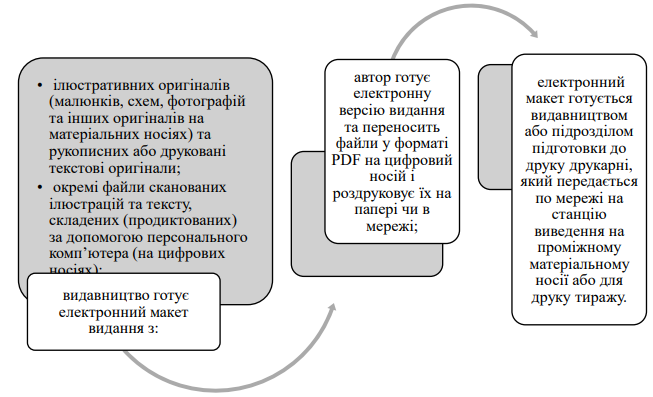 • ілюстративних оригіналів
(малюнків, схем, фотографій
та інших оригіналів на
матеріальних носіях) та
рукописних або друковані
текстові оригінали;
• окремі файли сканованих
ілюстрацій та тексту,
складених (продиктованих)
за допомогою персонального
комп’ютера (на цифрових
носіях);
видавництво готує
електронний макет
видання з:
автор готує
електронну
версію видання
та переносить
файли у форматі
PDF на цифровий
носій і
роздруковує їх на
папері чи в
мережі;
електронний
макет готується
видавництвом
або підрозділом
підготовки до
друку друкарні,
який передається
по мережі на
станцію
виведення на
проміжному
матеріальному
носії або для
друку тиражу.